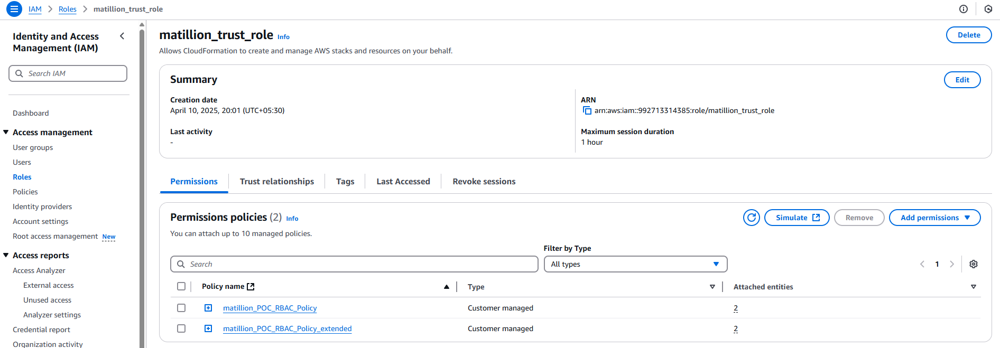 IAM > Roles > matillion_trust_role
Identity and Access
Management (IAM)
Search IAM
Dashboard
Access management
User groups
Users
Roles
Policies
Identity providers
Account settings
Root access management New
Access reports
Access Analyzer
External access
Unused access
Analyzer settings
Credential report
Organization activity
matillion_trust_role Info
Delete
Allows CloudFormation to create and manage AWS stacks and resources on your behalf.
Summary
Edit
Creation date
April 10, 2025, 20:01 (UTC+05:30)
Last activity
-
ARN
arn:aws:iam::992713314385:role/matillion_trust_role
Maximum session duration
1 hour
Permissions
Trust relationships
Tags
Last Accessed
Revoke sessions
Permissions policies (2) Info
Simulate
Remove
Add permissions
You can attach up to 10 managed policies.
Filter by Type
Search
All types
1
Policy name
Type
Attached entities
matillion_POC_RBAC_Policy
Customer managed
2
matillion_POC_RBAC_Policy_extended
Customer managed
2